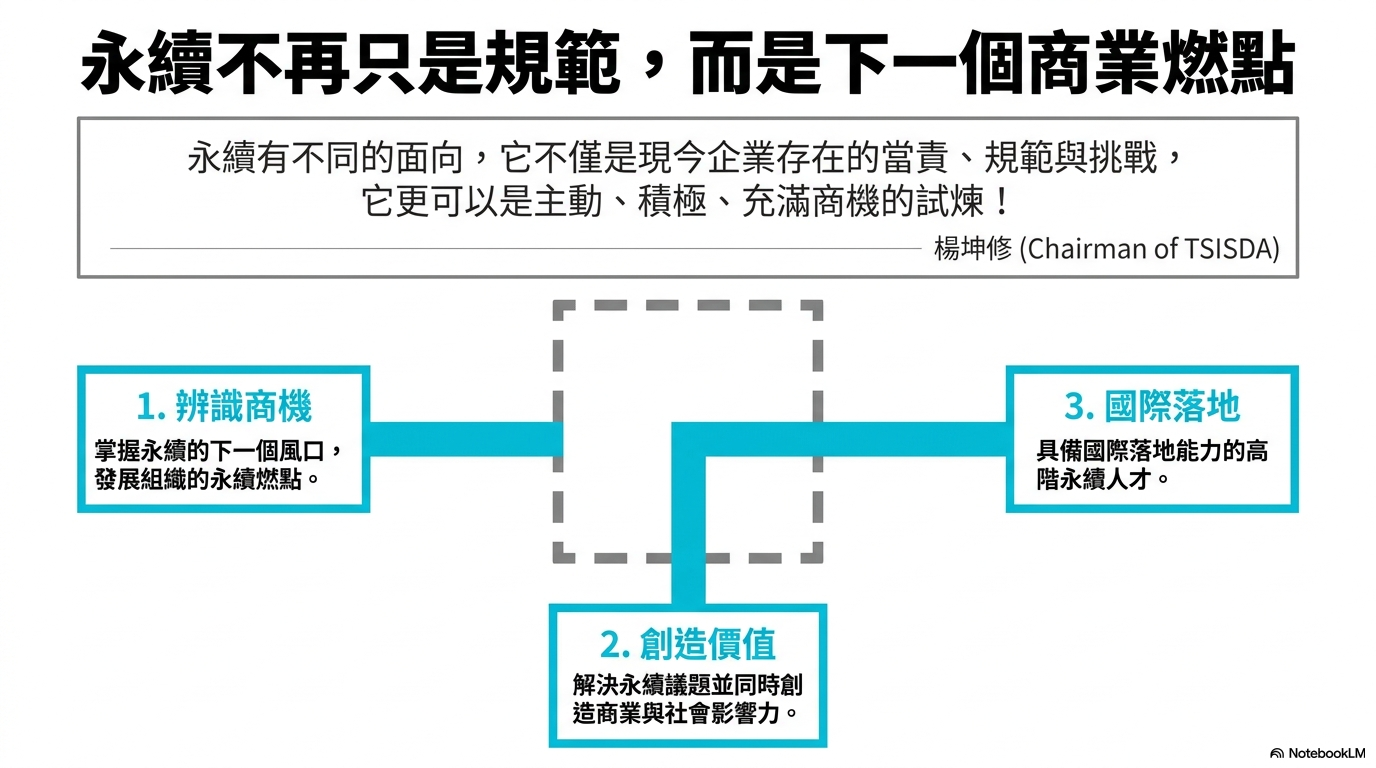 永續不再只是規範，而是下一個商業燃點
永續有不同的面向，它不僅是現今企業存在的當責、規範與挑戰，
它更可以是主動、積極、充滿商機的試煉！
楊坤修 (Chairman of TSISDA)
1. 辨識商機
掌握永續的下一個風口，
發展組織的永續燃點。
3. 國際落地
具備國際落地能力的高
階永續人才。
2. 創造價值
解決永續議題並同時創
造商業與社會影響力。
NotebookLM